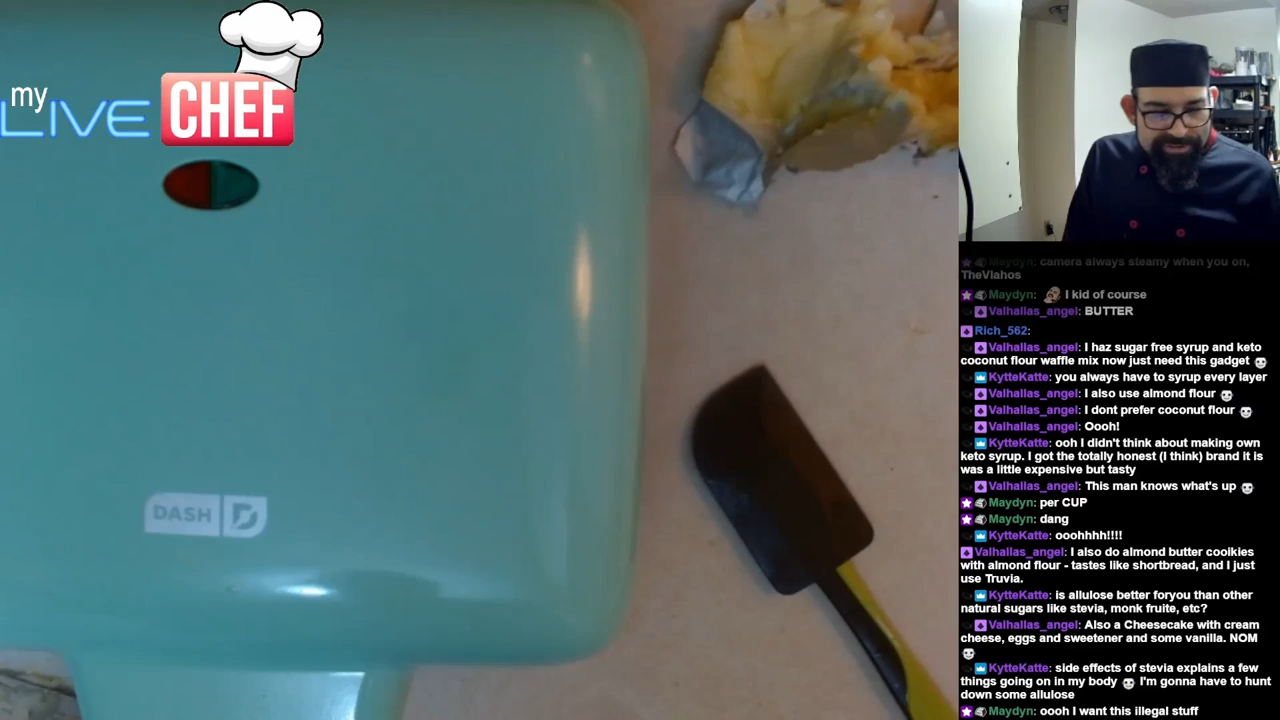 my
LIVE CHEF
DASH D
Maydyn: camera always steamy when you on,
TheVlahos
Maydyn: I kid of course
Valhallas_angel: BUTTER
Rich_562:
Valhallas_angel: I haz sugar free syrup and keto
coconut flour waffle mix now just need this gadget
KytteKatte: you always have to syrup every layer
Valhallas_angel: I also use almond flour
Valhallas_angel: I dont prefer coconut flour
Valhallas_angel: Oooh!
KytteKatte: ooh I didn't think about making own
keto syrup. I got the totally honest (I think) brand it is
was a little expensive but tasty
Valhallas_angel: This man knows what's up
Maydyn: per CUP
Maydyn: dang
KytteKatte: ooohhhh!!!!
Valhallas_angel: I also do almond butter cooikies
with almond flour - tastes like shortbread, and I just
use Truvia.
KytteKatte: is allulose better foryou than other
natural sugars like stevia, monk fruite, etc?
Valhallas_angel: Also a Cheesecake with cream
cheese, eggs and sweetener and some vanilla. NOM
KytteKatte: side effects of stevia explains a few
things going on in my body I'm gonna have to hunt
down some allulose
Maydyn: oooh I want this illegal stuff